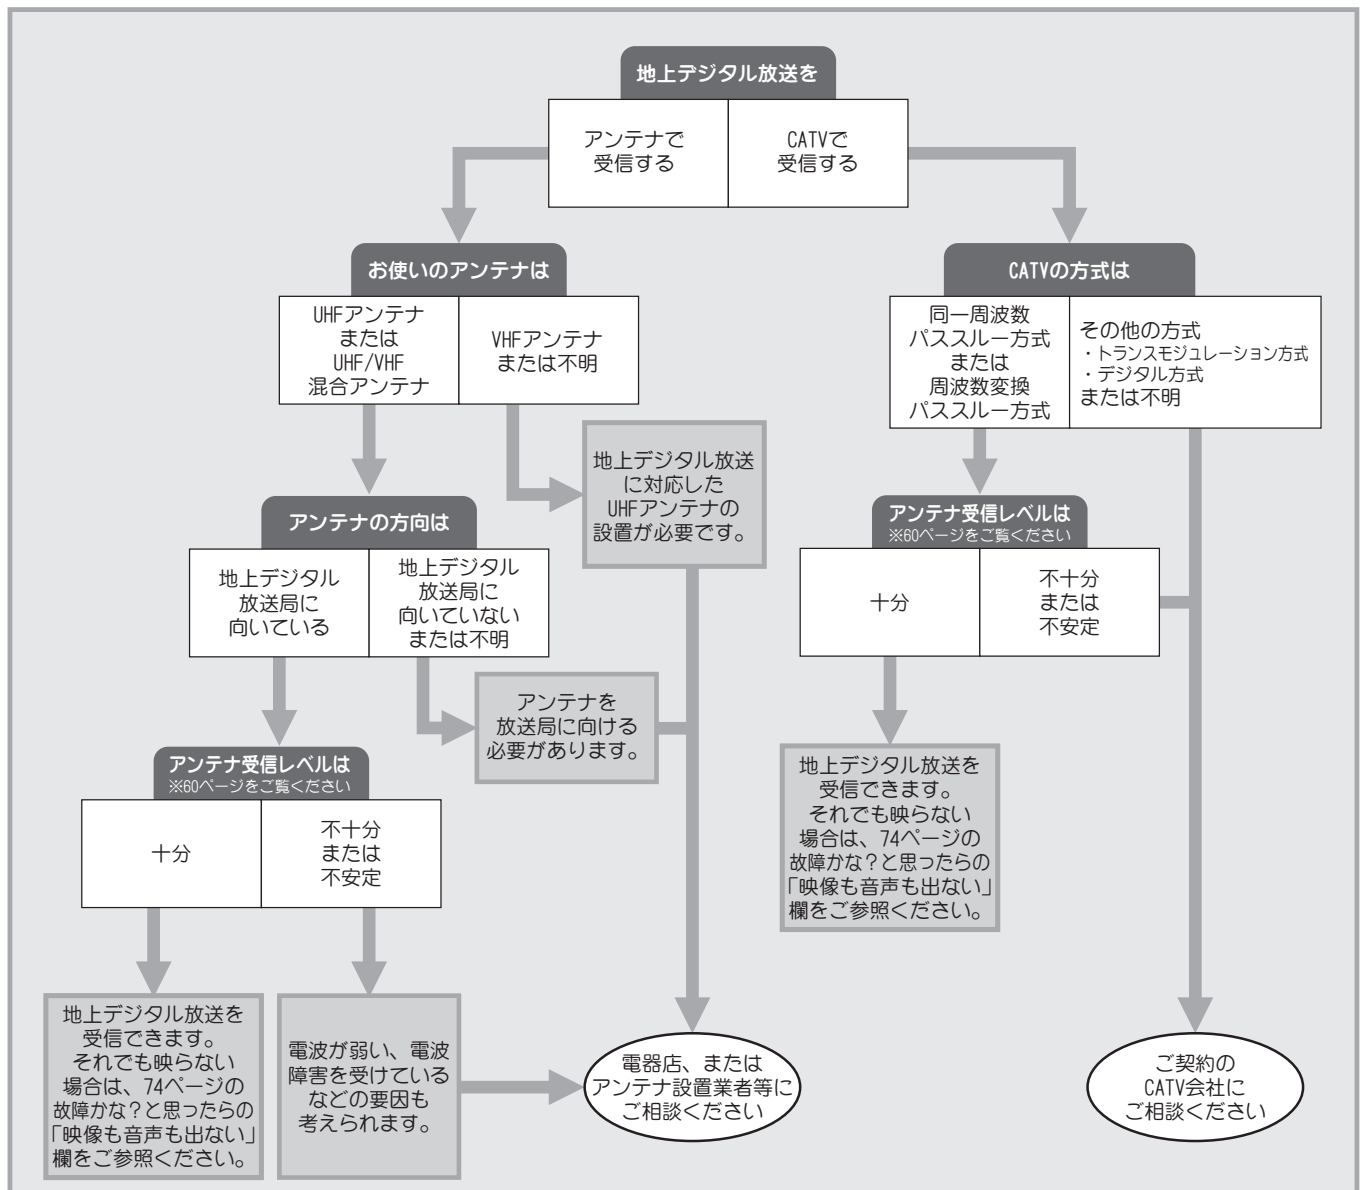 地上デジタル放送を
アンテナで
受信する
CATVで
受信する
お使いのアンテナは
UHFアンテナ
または
UHF/VHF
混合アンテナ
VHFアンテナ
または不明
CATVの方式は
同一周波数
パススルー方式
または
周波数変換
パススルー方式
その他の方式
・トランスモジュレーション方式
・デジタル方式
または不明
地上デジタル放送
に対応した
UHFアンテナの
設置が必要です。
アンテナの方向は
地上デジタル
放送局に
向いている
地上デジタル
放送局に
向いていない
または不明
アンテナ受信レベルは
※60ページをご覧ください
十分
不十分
または
不安定
アンテナを
放送局に向ける
必要があります。
アンテナ受信レベルは
※60ページをご覧ください
十分
不十分
または
不安定
地上デジタル放送を
受信できます。
それでも映らない
場合は、74ページの
故障かな?と思ったらの
「映像も音声も出ない」
欄をご参照ください。
地上デジタル放送を
受信できます。
それでも映らない
場合は、74ページの
故障かな?と思ったらの
「映像も音声も出ない」
欄をご参照ください。
電波が弱い、電波
障害を受けている
などの要因も
考えられます。
電器店、または
アンテナ設置業者等に
ご相談ください
ご契約の
CATV会社に
ご相談ください